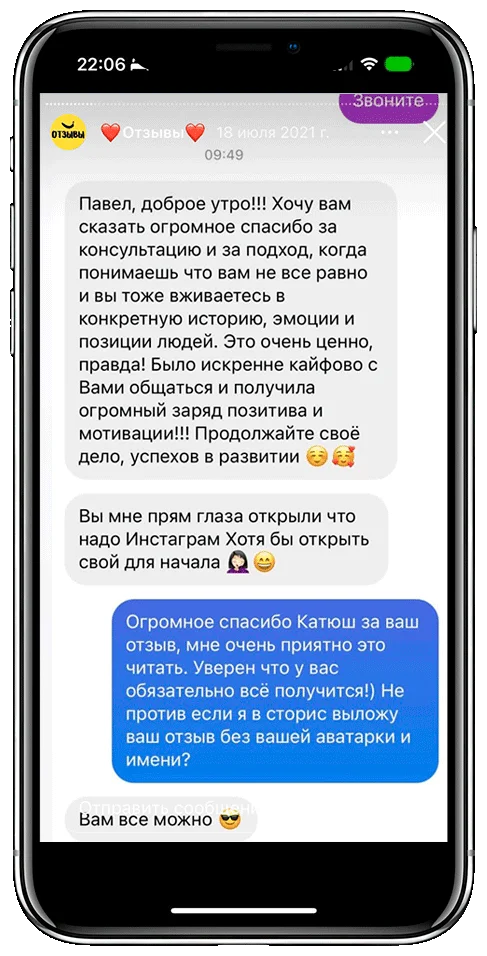 22:06
Звоните
ОТЗЫВЫ
❤️Отзывы❤️ 18 июля 2021 г.
09:49
Павел, доброе утро!!! Хочу вам
сказать огромное спасибо за
консультацию и за подход, когда
понимаешь что вам не все равно
и вы тоже вживаетесь в
конкретную историю, эмоции и
позиции людей. Это очень ценно,
правда! Было искренне кайфово с
Вами общаться и получила
огромный заряд позитива и
мотивации!!! Продолжайте своё
дело, успехов в развитии ☺️🥰
Вы мне прям глаза открыли что
надо Инстаграм Хотя бы открыть
свой для начала 🤦🏻‍♀️😄
Огромное спасибо Катюш за ваш
отзыв, мне очень приятно это
читать. Уверен что у вас
обязательно всё получится!) Не
против если я в сторис выложу
ваш отзыв без вашей аватарки и
имени?
Отправить сообщени
Вам все можно 😎